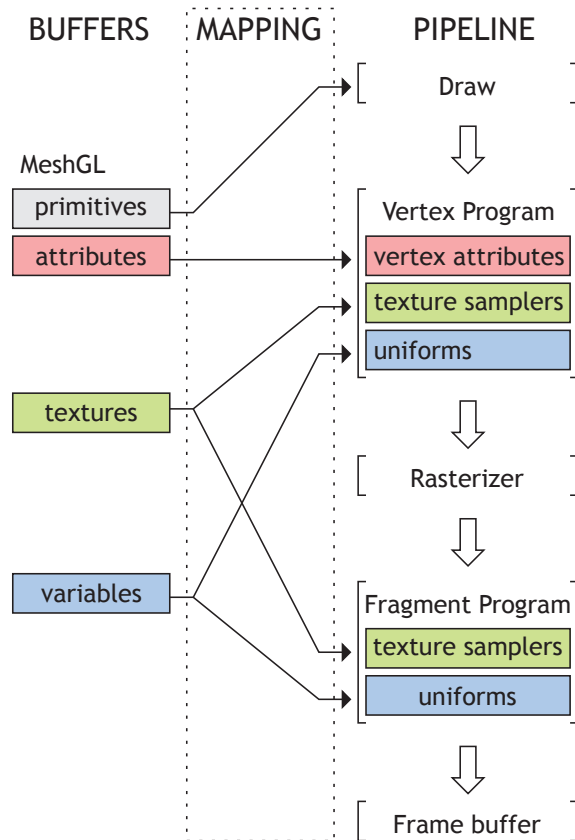 BUFFERS
MAPPING
PIPELINE
Draw
MeshGL
primitives
attributes
Vertex Program
vertex attributes
texture samplers
uniforms
textures
Rasterizer
variables
Fragment Program
texture samplers
uniforms
Frame buffer